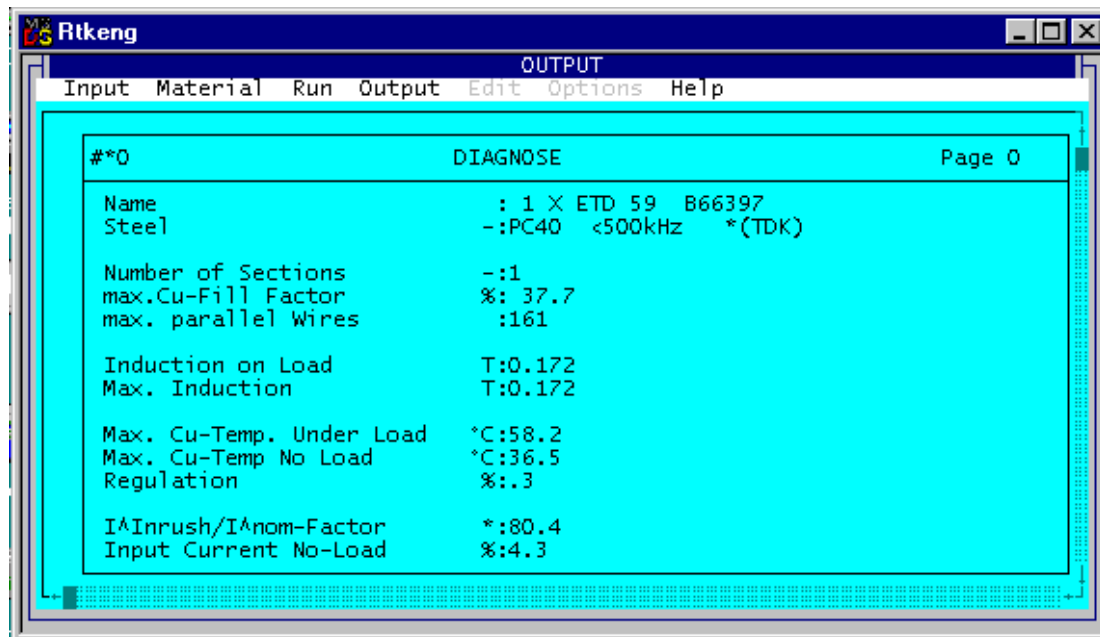 Rtkeng
OUTPUT
Input Material Run Output Edit Options Help
#*0 DIAGNOSE Page 0
Name : 1 X ETD 59 B66397
Steel -:PC40 <500kHz *(TDK)
Number of Sections -:1
max.Cu-Fill Factor %: 37.7
max. parallel Wires :161
Induction on Load T:0.172
Max. Induction T:0.172
Max. Cu-Temp. Under Load °C:58.2
Max. Cu-Temp No Load °C:36.5
Regulation %:.3
I^Inrush/I^nom-Factor *:80.4
Input Current No-Load %:4.3